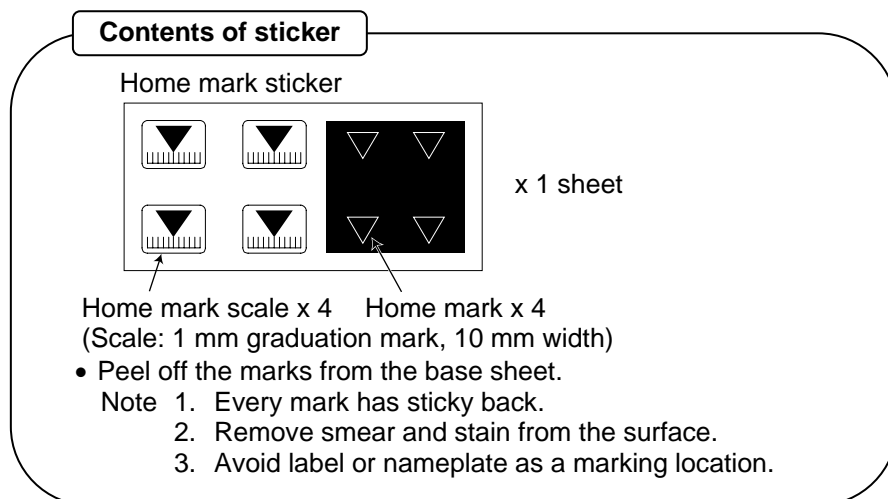 Contents of sticker
Home mark sticker
x 1 sheet
Home mark scale x 4 Home mark x 4
(Scale: 1 mm graduation mark, 10 mm width)
• Peel off the marks from the base sheet.
Note 1. Every mark has sticky back.
2. Remove smear and stain from the surface.
3. Avoid label or nameplate as a marking location.